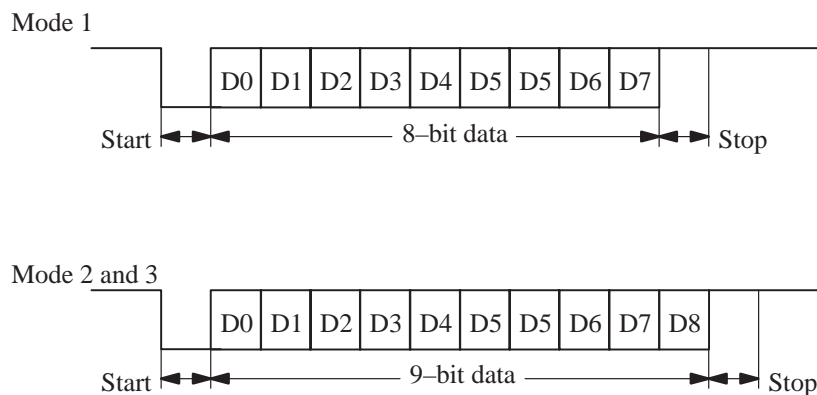 Mode 1
D0 D1 D2 D3 D4 D5 D5 D6 D7
Start 8–bit data Stop
Mode 2 and 3
D0 D1 D2 D3 D4 D5 D5 D6 D7 D8
Start 9–bit data Stop